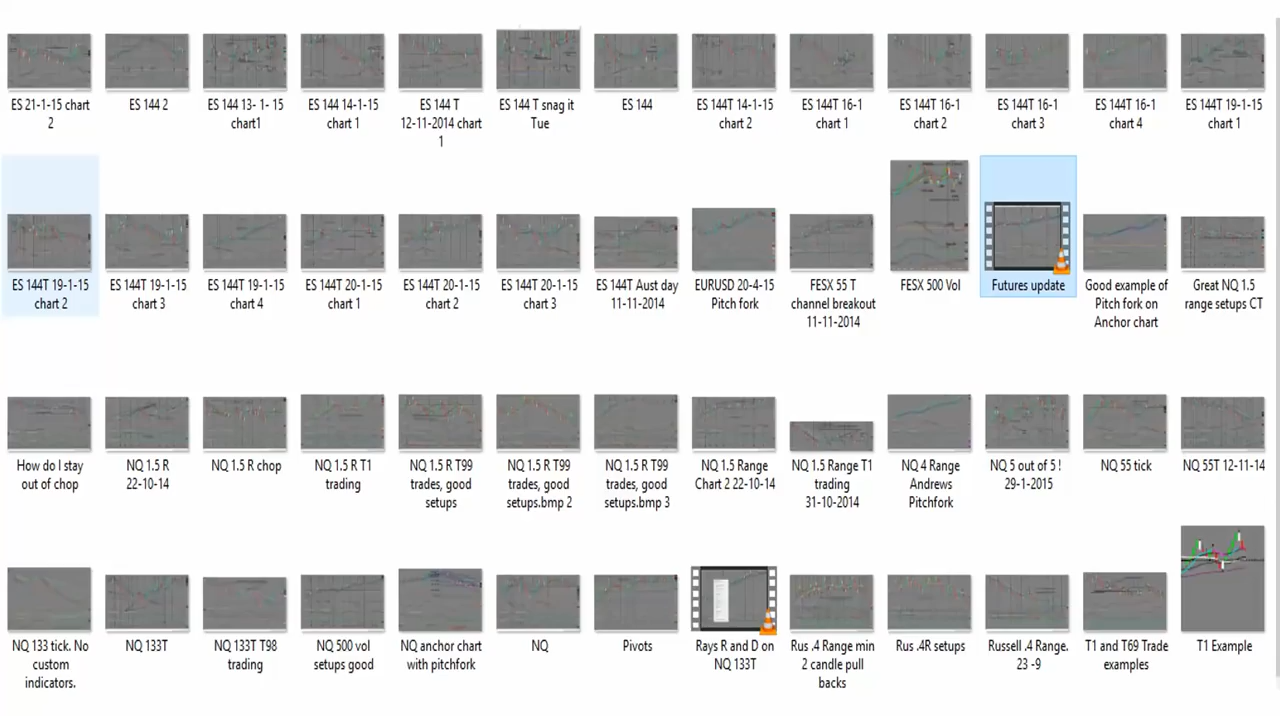 ES 21-1-15 chart
2
ES 144 2
ES 144 13- 1- 15
chart1
ES 144 14-1-15
chart 1
ES 144 T
12-11-2014 chart
1
ES 144 T snag it
Tue
ES 144
ES 144T 14-1-15
chart 2
ES 144T 16-1
chart 1
ES 144T 16-1
chart 2
ES 144T 16-1
chart 3
ES 144T 16-1
chart 4
ES 144T 19-1-15
chart 1
ES 144T 19-1-15
chart 2
ES 144T 19-1-15
chart 3
ES 144T 19-1-15
chart 4
ES 144T 20-1-15
chart 1
ES 144T 20-1-15
chart 2
ES 144T 20-1-15
chart 3
ES 144T Aust day
11-11-2014
EURUSD 20-4-15
Pitch fork
FESX 55 T
channel breakout
11-11-2014
FESX 500 Vol
Futures update
Good example of
Pitch fork on
Anchor chart
Great NQ 1.5
range setups CT
How do I stay
out of chop
NQ 1.5 R
22-10-14
NQ 1.5 R chop
NQ 1.5 R T1
trading
NQ 1.5 R T99
trades, good
setups
NQ 1.5 R T99
trades, good
setups.bmp 2
NQ 1.5 R T99
trades, good
setups.bmp 3
NQ 1.5 Range
Chart 2 22-10-14
NQ 1.5 Range T1
trading
31-10-2014
NQ 4 Range
Andrews
Pitchfork
NQ 5 out of 5 !
29-1-2015
NQ 55 tick
NQ 55T 12-11-14
NQ 133 tick. No
custom
indicators.
NQ 133T
NQ 133T T98
trading
NQ 500 vol
setups good
NQ anchor chart
with pitchfork
NQ
Pivots
Rays R and D on
NQ 133T
Rus .4 Range min
2 candle pull
backs
Rus .4R setups
Russell .4 Range.
23 -9
T1 and T69 Trade
examples
T1 Example